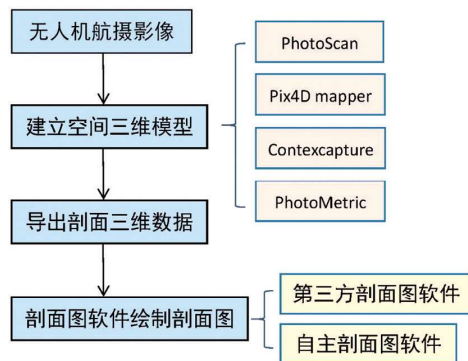 无人机航摄影像
建立空间三维模型
PhotoScan
Pix4D mapper
Contexcapture
PhotoMetric
导出剖面三维数据
剖面图软件绘制剖面图
第三方剖面图软件
自主剖面图软件